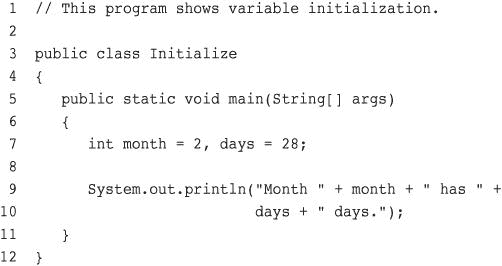 1 // This program shows variable initialization.
2
3 public class Initialize
4 {
5    public static void main(String[] args)
6    {
7       int month = 2, days = 28;
8
9       System.out.println("Month " + month + " has " +
10                          days + " days.");
11    }
12 }